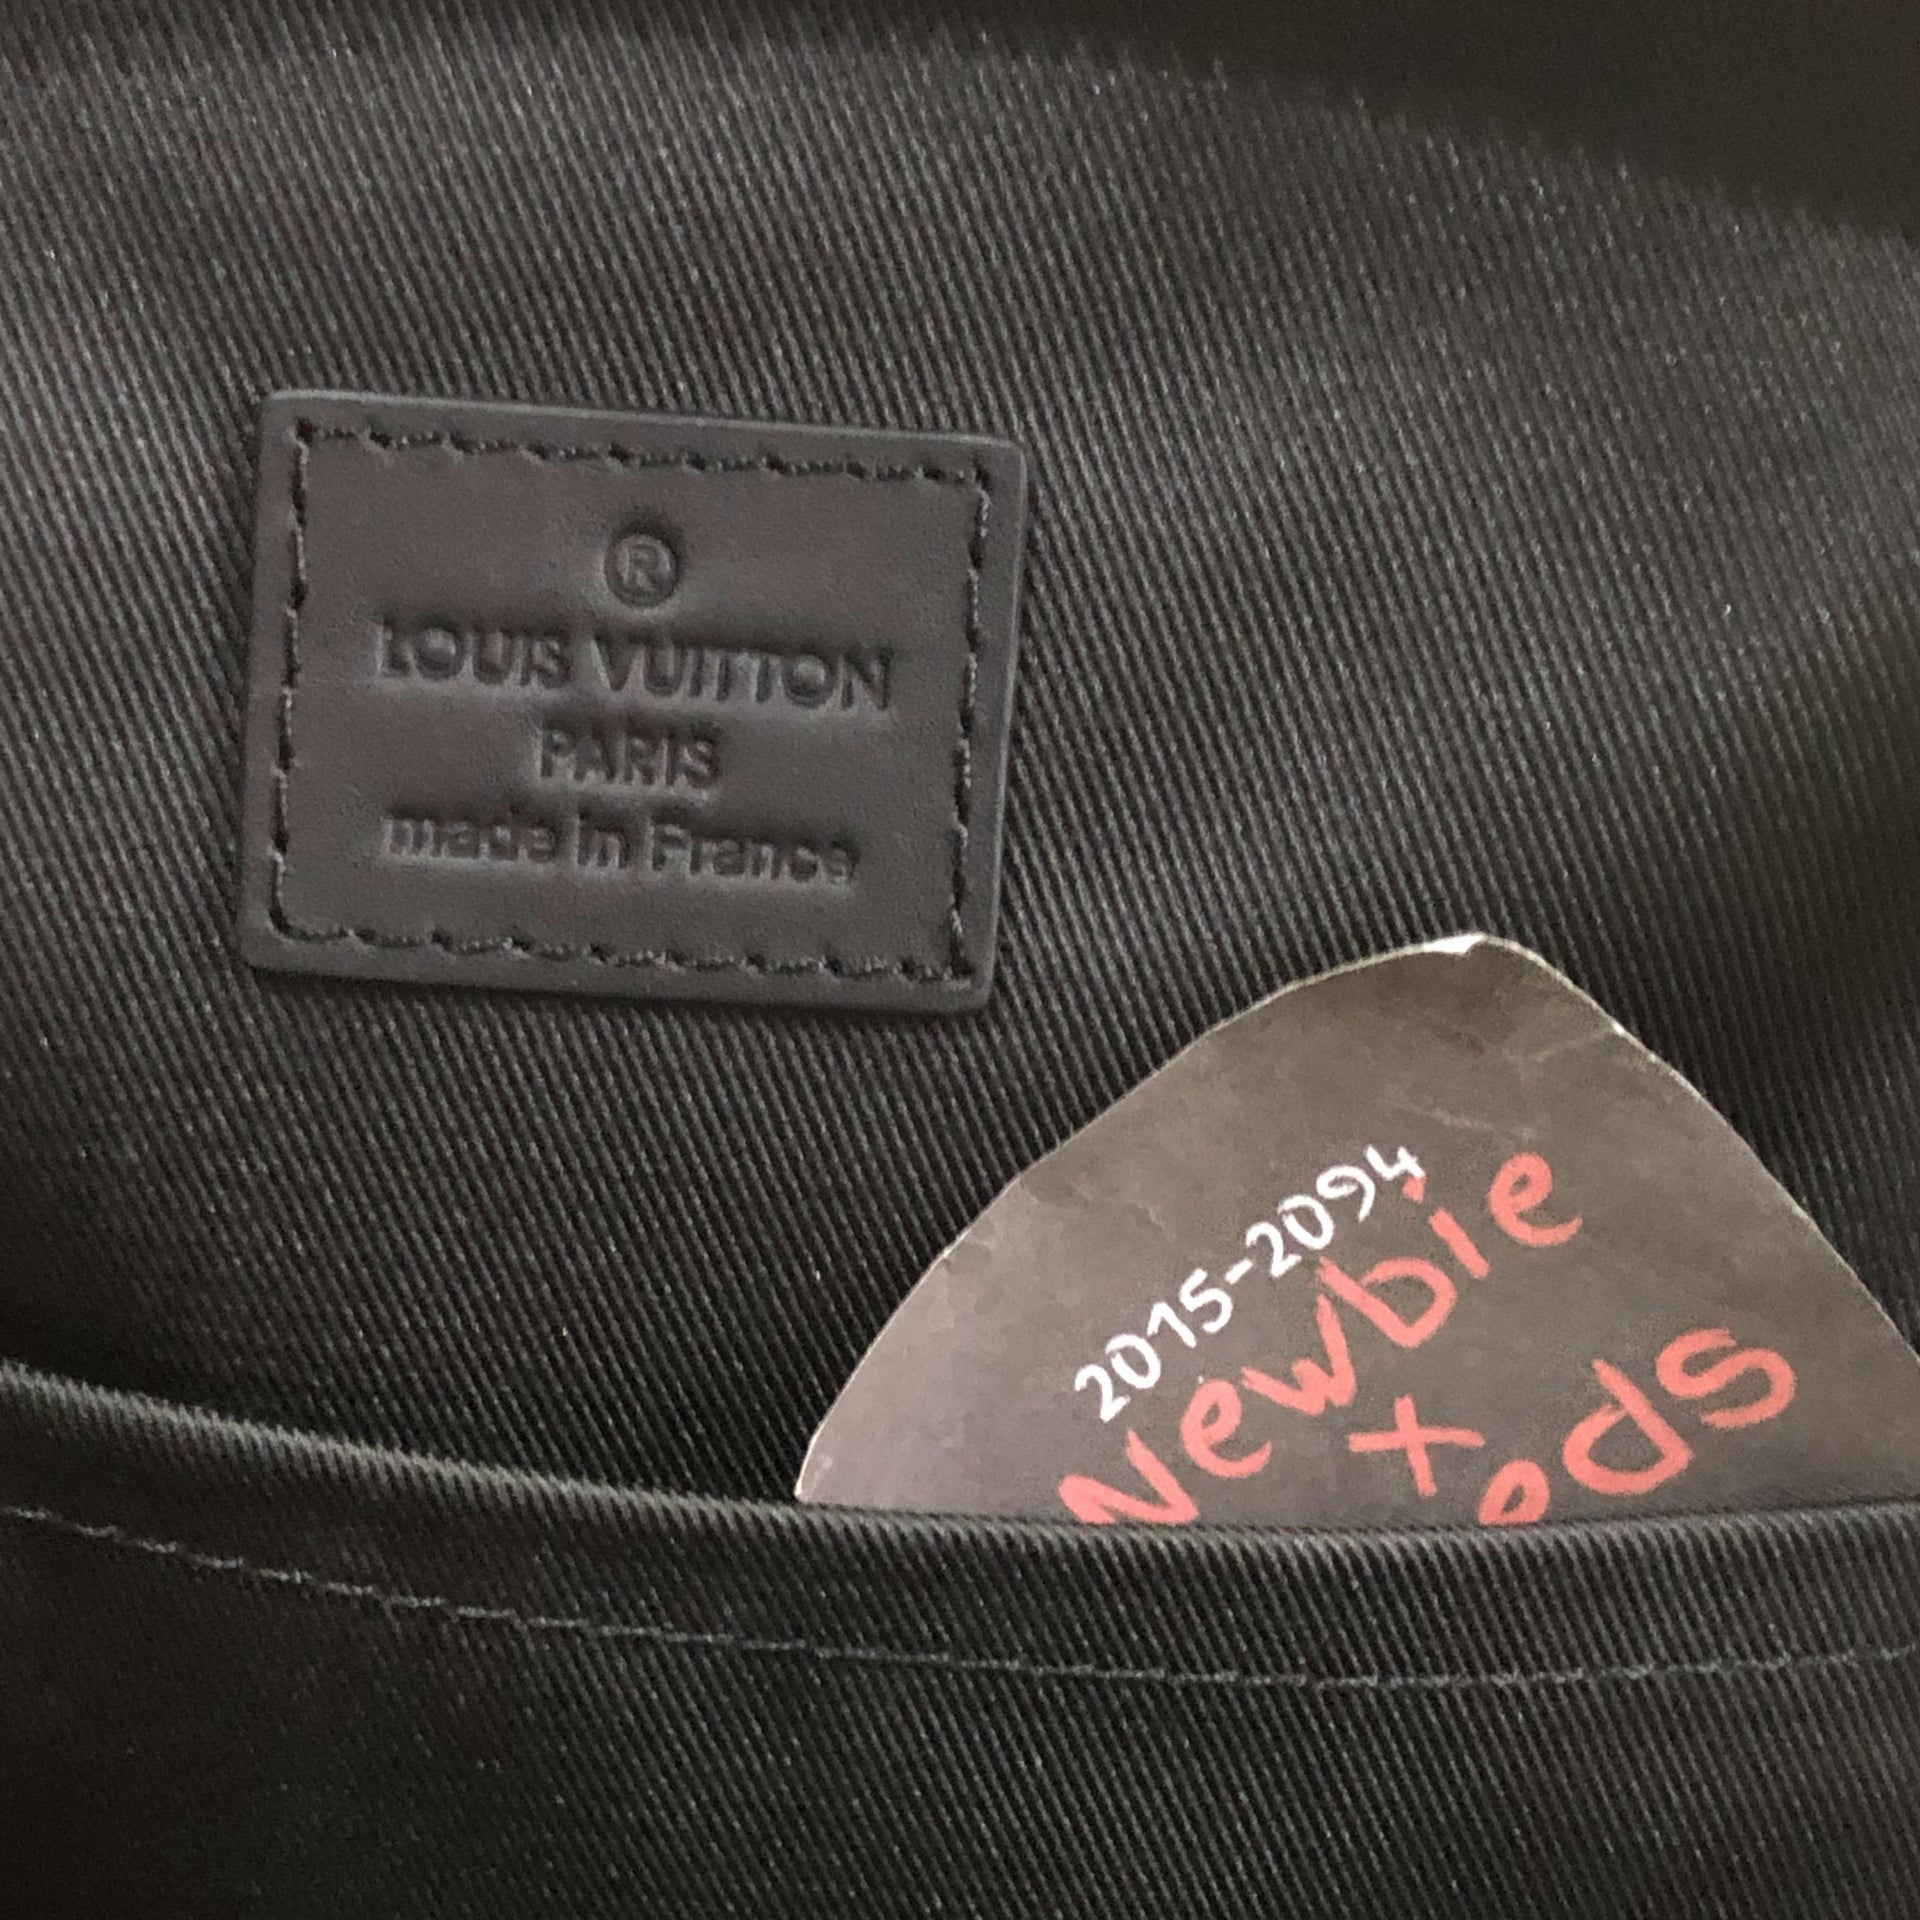 ®
LOUIS VUITTON
PARIS
made in France
2015-2094
Newbie
+